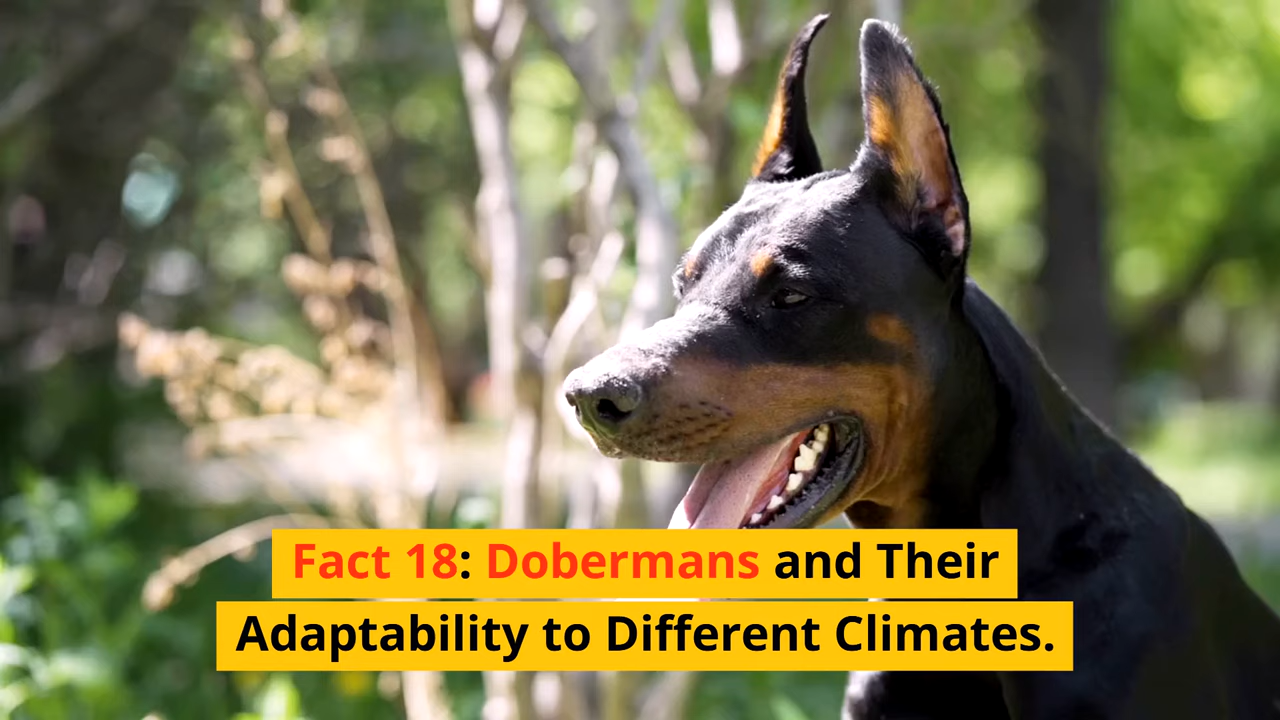 Fact 18: Dobermans and Their
Adaptability to Different Climates.